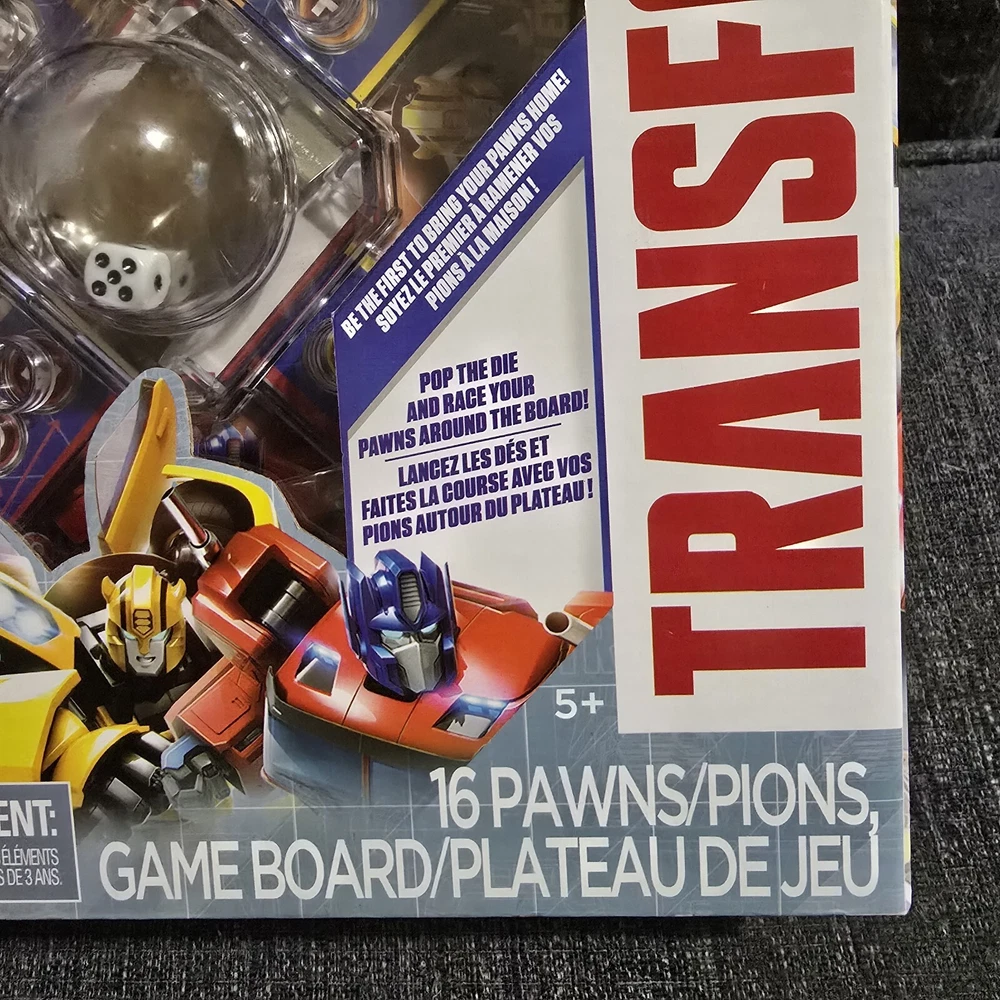 BE THE FIRST TO BRING YOUR PAWNS HOME!
SOYEZ LE PREMIER À RAMENER VOS
PIONS À LA MAISON !
POP THE DIE
AND RACE YOUR
PAWNS AROUND THE BOARD!
LANCEZ LES DÉS ET
FAITES LA COURSE AVEC VOS
PIONS AUTOUR DU PLATEAU !
TRANSF
5+
16 PAWNS/PIONS,
GAME BOARD/PLATEAU DE JEU
ENT:
ÉLÉMENTS
DE 3 ANS.